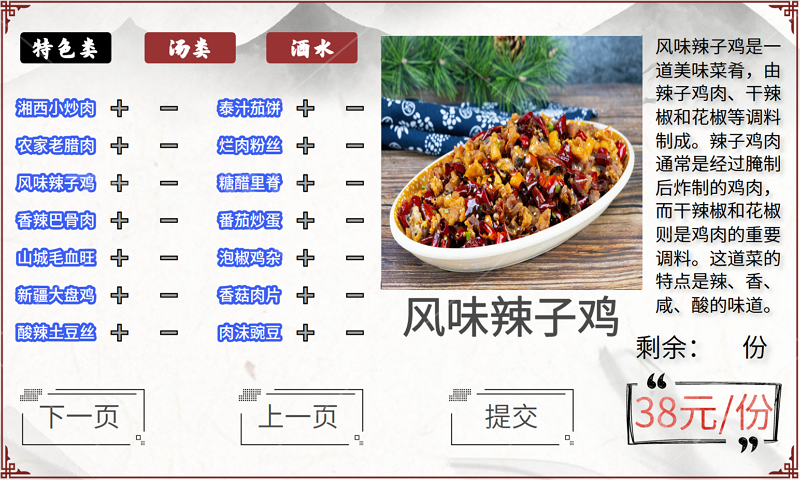 特色类
汤类
酒水
湘西小炒肉
农家老腊肉
风味辣子鸡
香辣巴骨肉
山城毛血旺
新疆大盘鸡
酸辣土豆丝
泰汁茄饼
烂肉粉丝
糖醋里脊
番茄炒蛋
泡椒鸡杂
香菇肉片
肉沫豌豆
风味辣子鸡
风味辣子鸡是一
道美味菜肴，由
辣子鸡肉、干辣
椒和花椒等调料
制成。辣子鸡肉
通常是经过腌制
后炸制的鸡肉，
而干辣椒和花椒
则是鸡肉的重要
调料。这道菜的
特点是辣、香、
咸、酸的味道。
剩余： 份
38元/份
下一页
上一页
提交